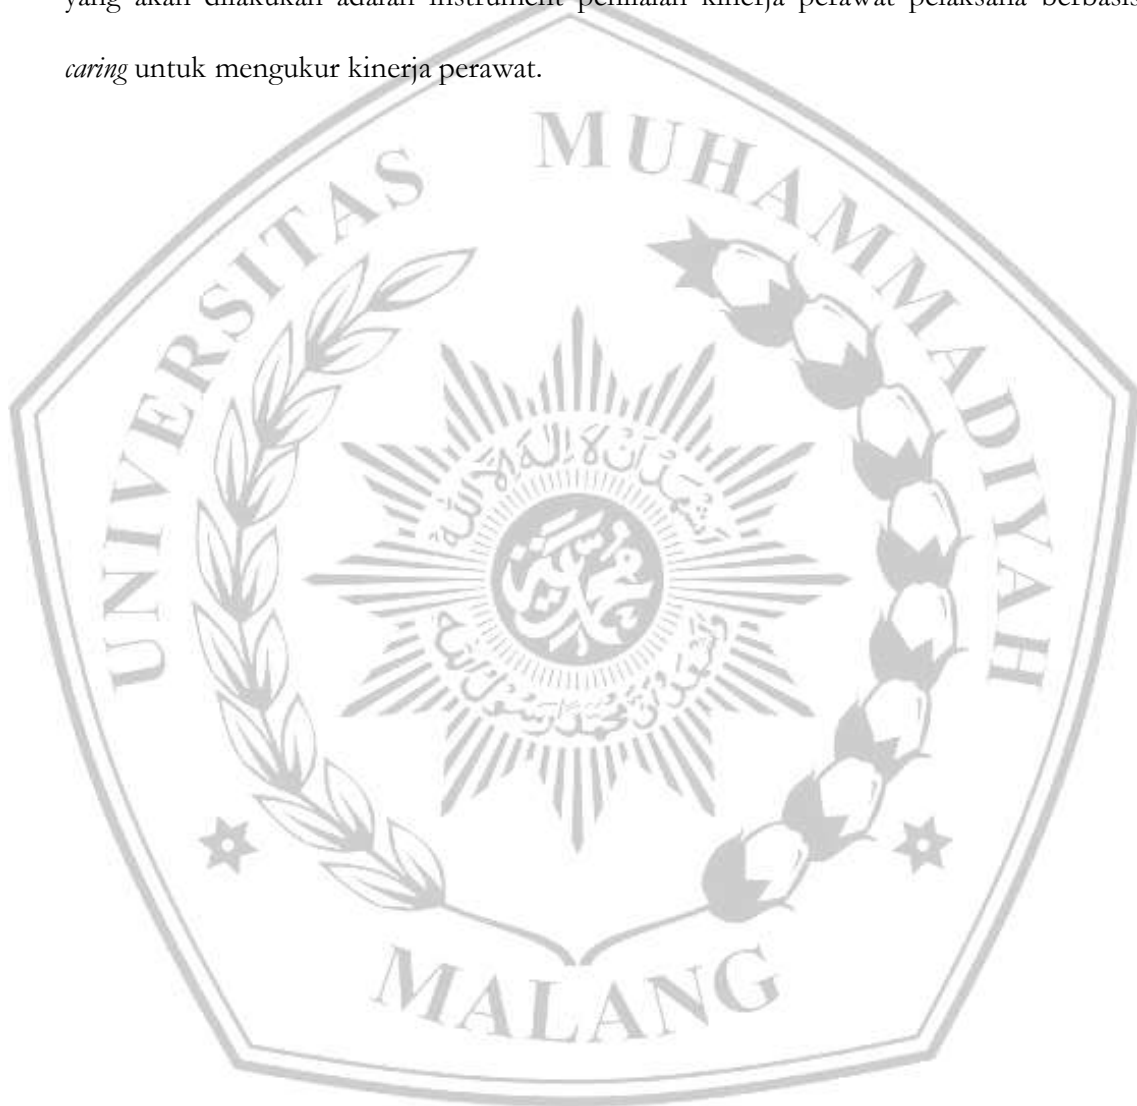 yang akan dilakukan adalah instrument penilaian kinerja perawat pelaksana berbasis
caring untuk mengukur kinerja perawat.
UNIVERSITAS MUHAMMADIYAH
MALANG